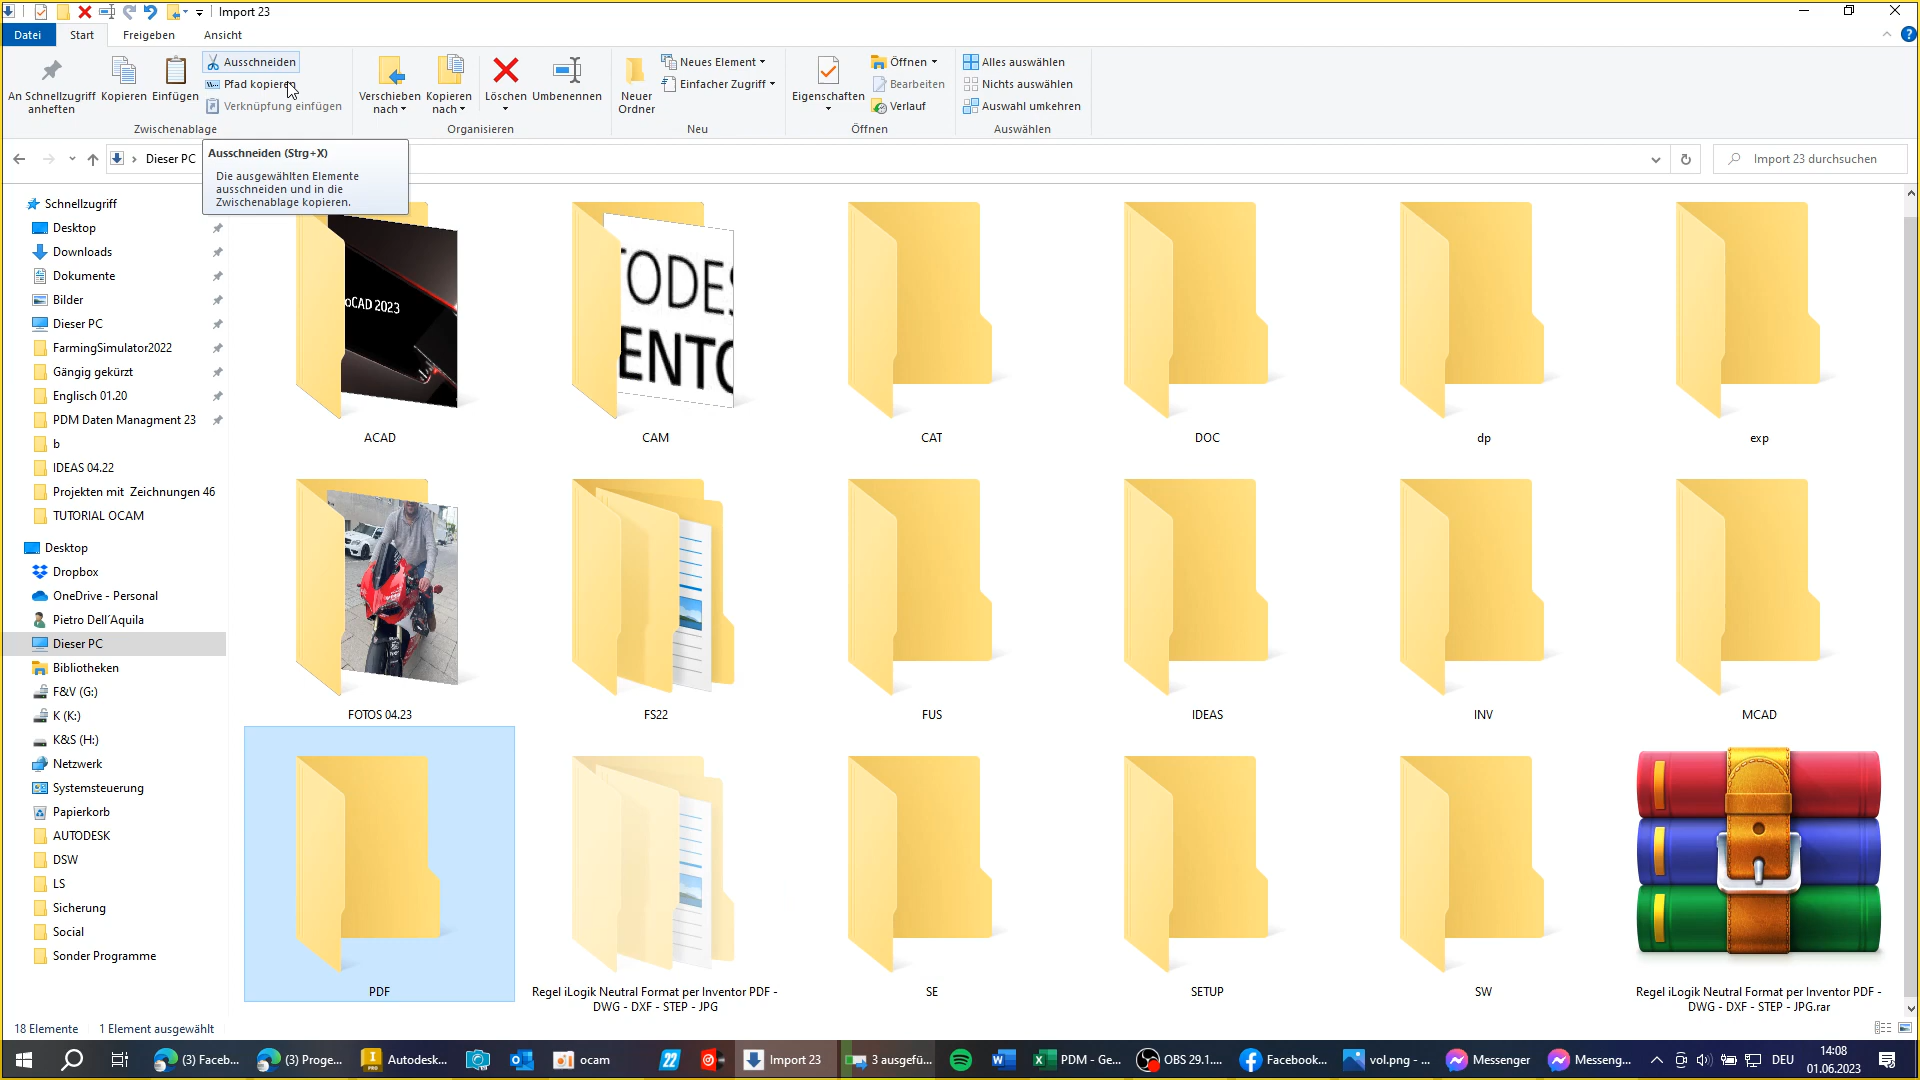 Import 23
Datei
Start
Freigeben
Ansicht
An Schnellzugriff
anheften
Kopieren
Einfügen
Ausschneiden
Pfad kopieren
Verknüpfung einfügen
Zwischenablage
Verschieben
nach
Kopieren
nach
Löschen
Umbenennen
Organisieren
Neuer
Ordner
Neues Element
Einfacher Zugriff
Neu
Eigenschaften
Öffnen
Bearbeiten
Verlauf
Öffnen
Alles auswählen
Nichts auswählen
Auswahl umkehren
Auswählen
Dieser PC
Import 23 durchsuchen
Ausschneiden (Strg+X)
Die ausgewählten Elemente
ausschneiden und in die
Zwischenablage kopieren.
Schnellzugriff
Desktop
Downloads
Dokumente
Bilder
Dieser PC
FarmingSimulator2022
Gängig gekürzt
Englisch 01.20
PDM Daten Managment 23
b
IDEAS 04.22
Projekten mit Zeichnungen 46
TUTORIAL OCAM
Desktop
Dropbox
OneDrive - Personal
Pietro Dell´Aquila
Dieser PC
Bibliotheken
F&V (G:)
K (K:)
K&S (H:)
Netzwerk
Systemsteuerung
Papierkorb
AUTODESK
DSW
LS
Sicherung
Social
Sonder Programme
oCAD 2023
TODES
ENTO
ACAD
CAM
CAT
DOC
dp
exp
FOTOS 04.23
FS22
FUS
IDEAS
INV
MCAD
PDF
Regel iLogik Neutral Format per Inventor PDF -
DWG - DXF - STEP - JPG
SE
SETUP
SW
Regel iLogik Neutral Format per Inventor PDF -
DWG - DXF - STEP - JPG.rar
18 Elemente
1 Element ausgewählt
(3) Faceb...
(3) Proge...
Autodesk...
ocam
22
Import 23
3 ausgefü...
PDM - Ge...
OBS 29.1....
Facebook...
vol.png - ...
Messenger
Messeng...
DEU
14:08
01.06.2023